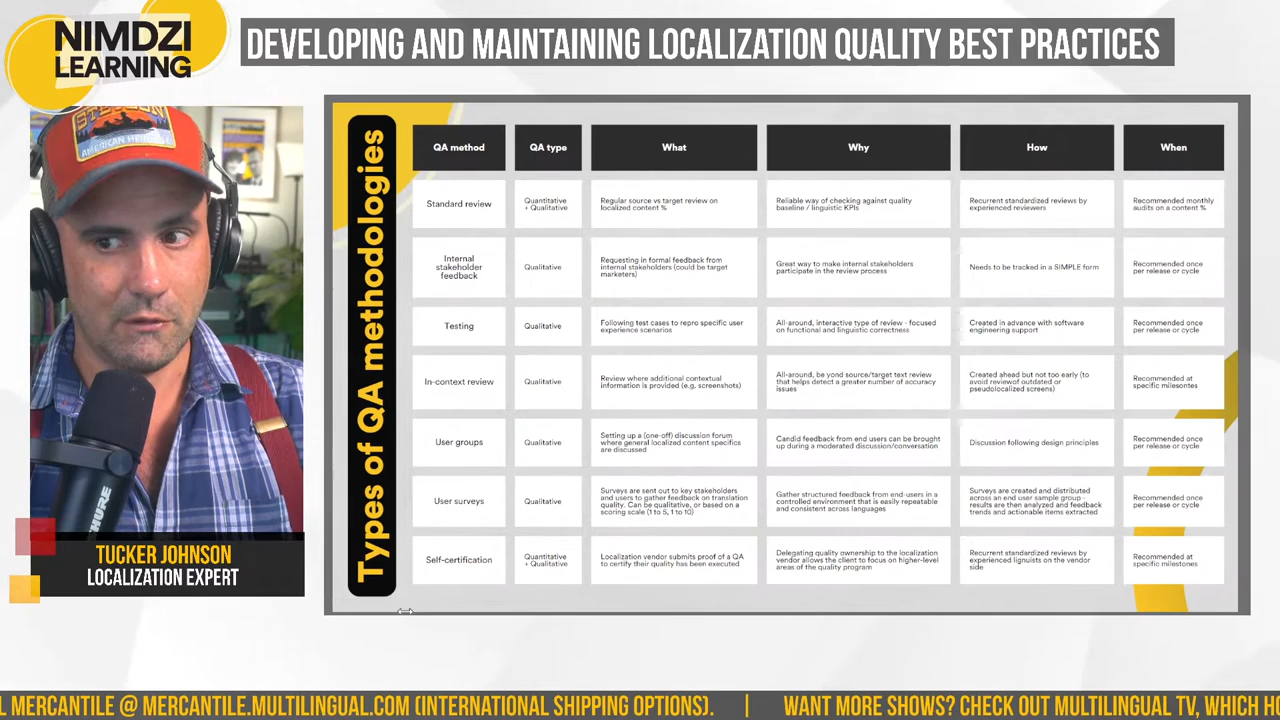 NIMDZI
LEARNING
DEVELOPING AND MAINTAINING LOCALIZATION QUALITY BEST PRACTICES
AMERICAN HERITAGE
SHURE
TUCKER JOHNSON
LOCALIZATION EXPERT
Types of QA methodologies
QA method
QA type
What
Why
How
When
Standard review
Quantitative
+ Qualitative
Regular source vs target review on
localized content %
Reliable way of checking against quality
baseline / linguistic KPIs
Recurrent standardized reviews by
experienced reviewers
Recommended monthly
audits on a content %
Internal
stakeholder
feedback
Qualitative
Requesting in formal feedback from
internal stakeholders (could be target
marketers)
Great way to make internal stakeholders
participate in the review process
Needs to be tracked in a SIMPLE form
Recommended once
per release or cycle
Testing
Qualitative
Following test cases to repro specific user
experience scenarios
All-around, interactive type of review - focused
on functional and linguistic correctness
Created in advance with software
engineering support
Recommended once
per release or cycle
In-context review
Qualitative
Review where additional contextual
information is provided (e.g. screenshots)
All-around, be yond source/target text review
that helps detect a greater number of accuracy
issues
Created ahead but not too early (to
avoid reviewof outdated or
pseudolocalized screens)
Recommended at
specific milesontes
User groups
Qualitative
Setting up a (one-off) discussion forum
where general localized content specifics
are discussed
Candid feedback from end users can be brought
up during a moderated discussion/conversation
Discussion following design principles
Recommended once
per release or cycle
User surveys
Qualitative
Surveys are sent out to key stakeholders
and users to gather feedback on translation
quality. Can be qualitative, or based on a
scoring scale (1 to 5, 1 to 10)
Gather structured feedback from end-users in a
controlled environment that is easily repeatable
and consistent across languages
Surveys are created and distributed
across an end user sample group -
results are then analyzed and feedback
trends and actionable items extracted
Recommended once
per release or cycle
Self-certification
Quantitative
+ Qualitative
Localization vendor submits proof of a QA
to certify their quality has been executed
Delegating quality ownership to the localization
vendor allows the client to focus on higher-level
areas of the quality program
Recurrent standardized reviews by
experienced lignuists on the vendor
side
Recommended at
specific milestones
L MERCANTILE @ MERCANTILE.MULTILINGUAL.COM (INTERNATIONAL SHIPPING OPTIONS). | WANT MORE SHOWS? CHECK OUT MULTILINGUAL TV, WHICH HO